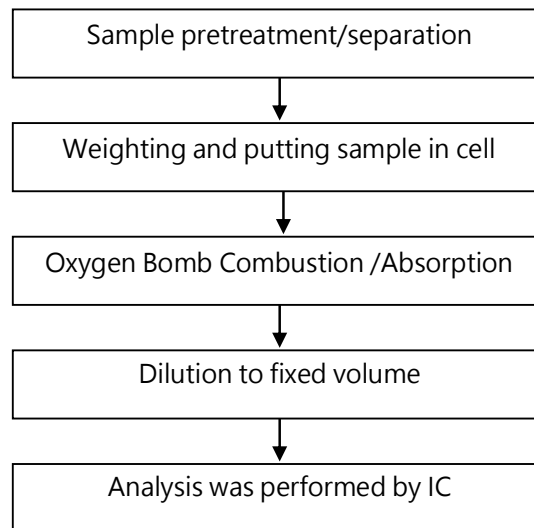 Sample pretreatment/separation
Weighting and putting sample in cell
Oxygen Bomb Combustion /Absorption
Dilution to fixed volume
Analysis was performed by IC